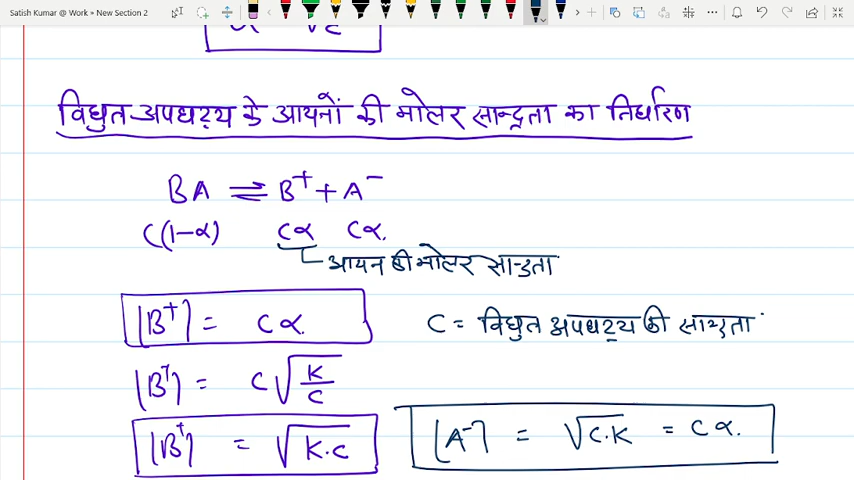 Satish Kumar @ Work » New Section 2
विधुत-अपघट्य के आयनों की मोलर सान्द्रता का निर्धारण
BA ⇌ B⁺ + A⁻
C(1-α) Cα Cα.
आयन की मोलर सान्द्रता
[B⁺] = Cα. C = विधुत अपघट्य की सान्द्रता
[B⁺] = C√(K/C)
[B⁺] = √(K.C) [A⁻] = √(C.K) = Cα.